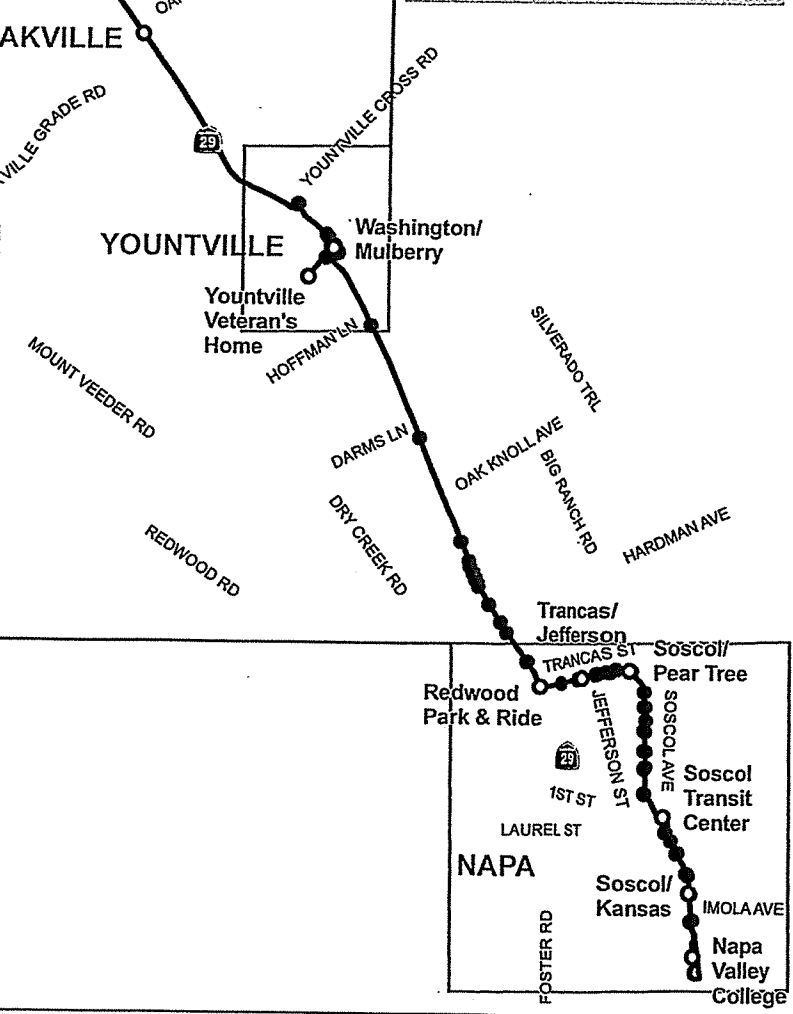 AKVILLE
VILLE GRADE RD
29
YOUNTVILLE CROSS RD
Washington/
Mulberry
YOUNTVILLE
Yountville
Veteran's
Home
HOFFMAN LN
MOUNT VEEDER RD
SILVERADO TRL
DARMS LN
OAK KNOLL AVE
BIG RANCH RD
DRY CREEK RD
HARDMAN AVE
REDWOOD RD
Trancas/
Jefferson
TRANCAS ST
Soscol/
Pear Tree
Redwood
Park & Ride
JEFFERSON ST
SOSCOL AVE
29
1ST ST
Soscol
Transit
Center
LAUREL ST
NAPA
Soscol/
Kansas
IMOLA AVE
FOSTER RD
Napa
Valley
College